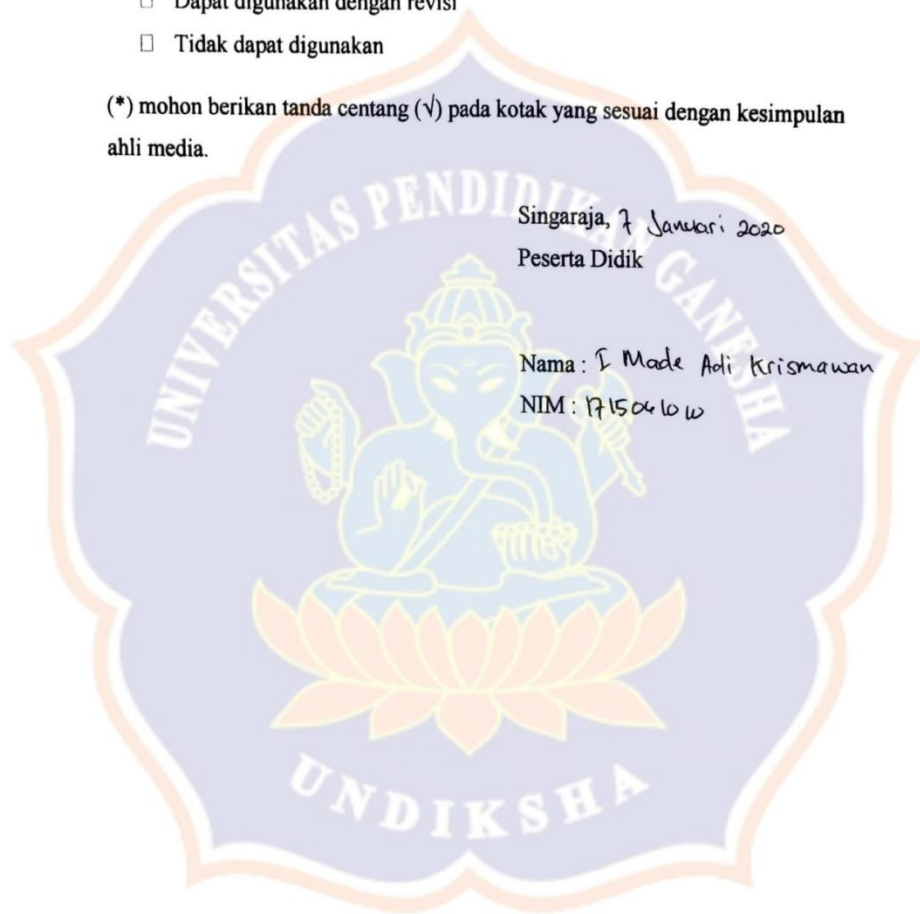 □ Dapat digunakan dengan revisi
□ Tidak dapat digunakan
(*) mohon berikan tanda centang (√) pada kotak yang sesuai dengan kesimpulan
ahli media.
Singaraja, 7 Januari 2020
Peserta Didik
Nama : I Made Adi Krismawan
NIM :
UNIVERSITAS PENDIDIKAN GANESHA
UNDIKSHA